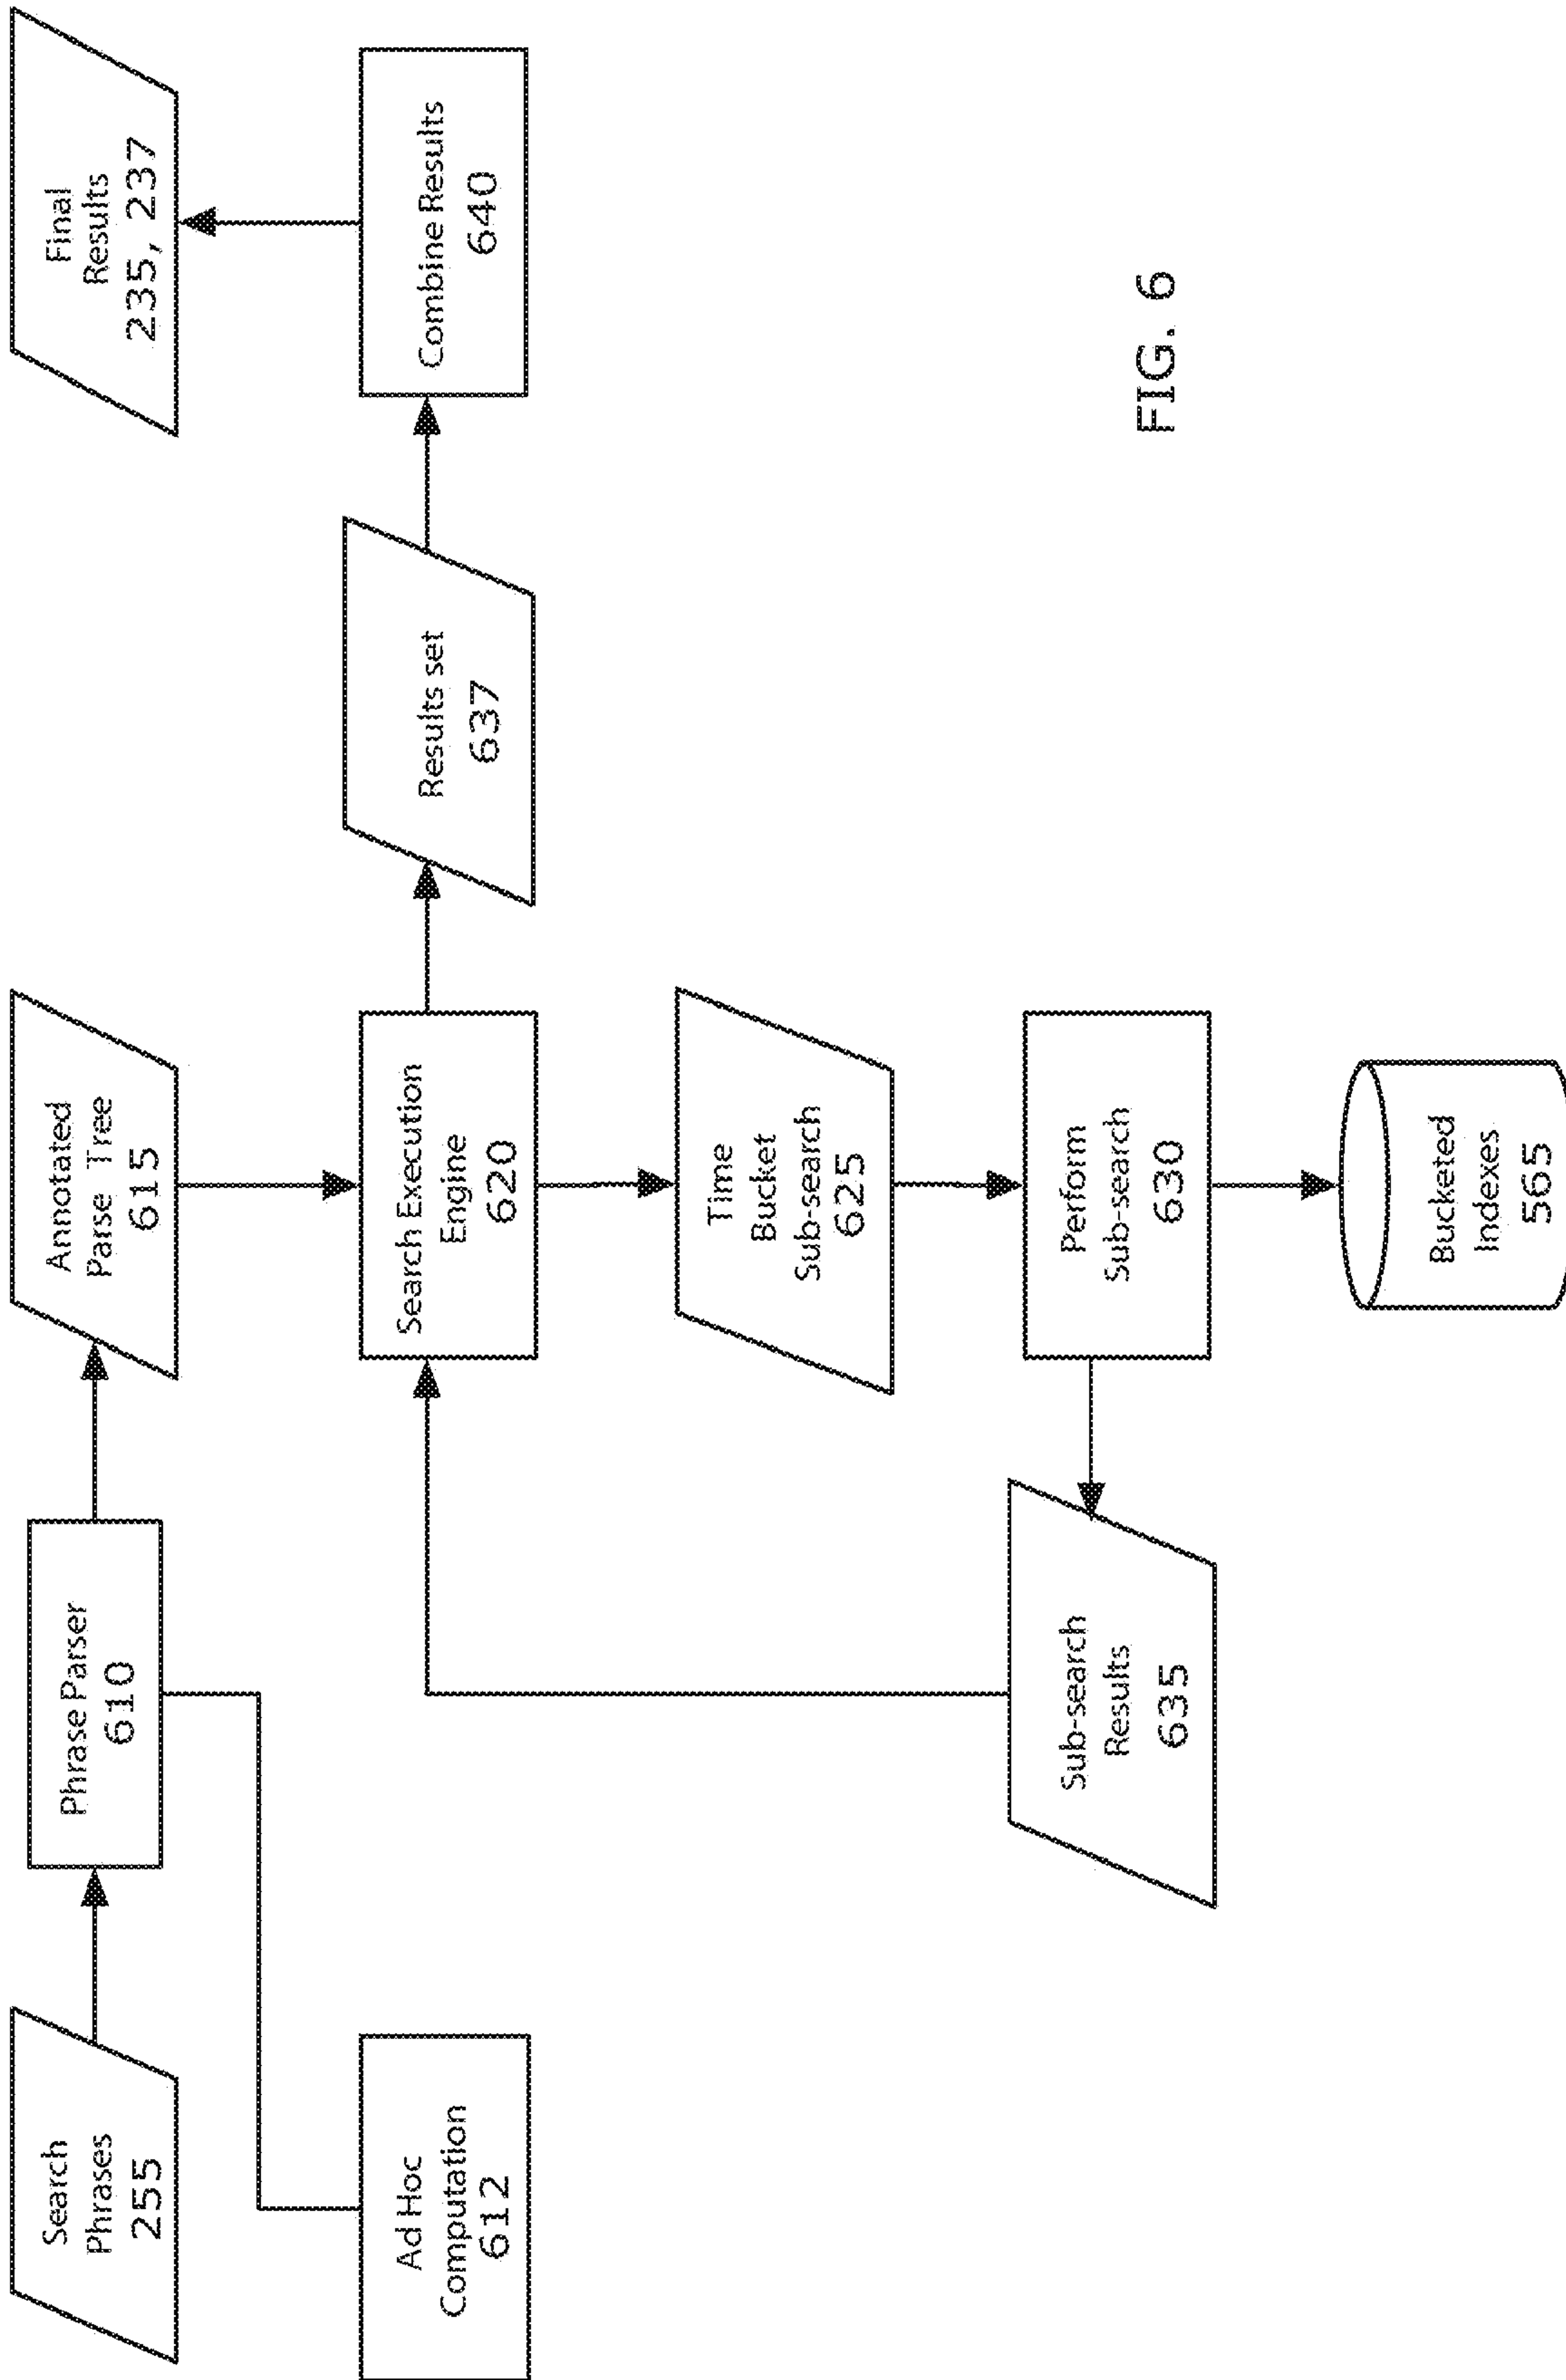 Search
Phrases
255
Phrase Parser
610
Annotated
Parse Tree
615
Final
Results
235, 237
Ad Hoc
Computation
612
Search Execution
Engine
620
Results set
637
Combine Results
640
Time
Bucket
Sub-search
625
Sub-search
Results
635
Perform
Sub-search
630
Bucketed
Indexes
565
FIG. 6